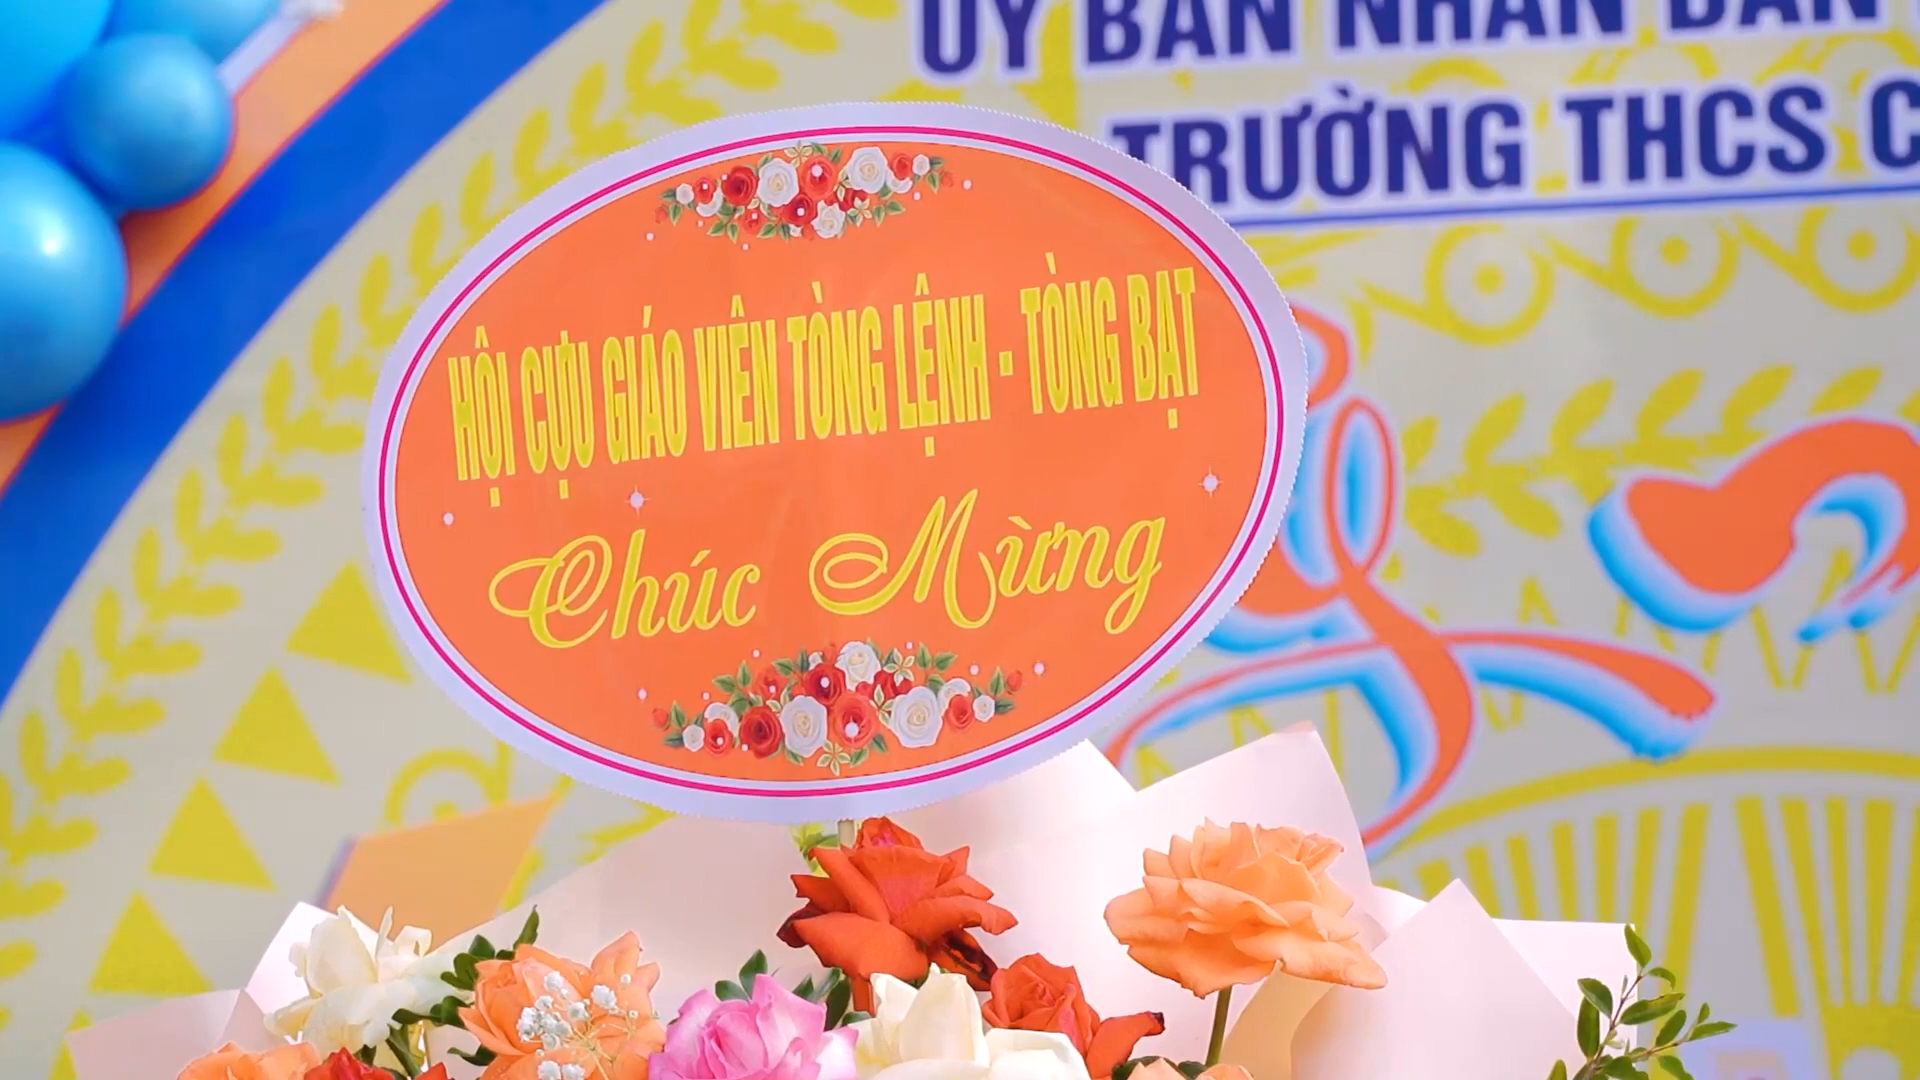 ỦY BAN NHÂN DÂN
TRƯỜNG THCS C
HỘI CỰU GIÁO VIÊN TÒNG LỆNH - TÒNG BẠT
Chúc Mừng